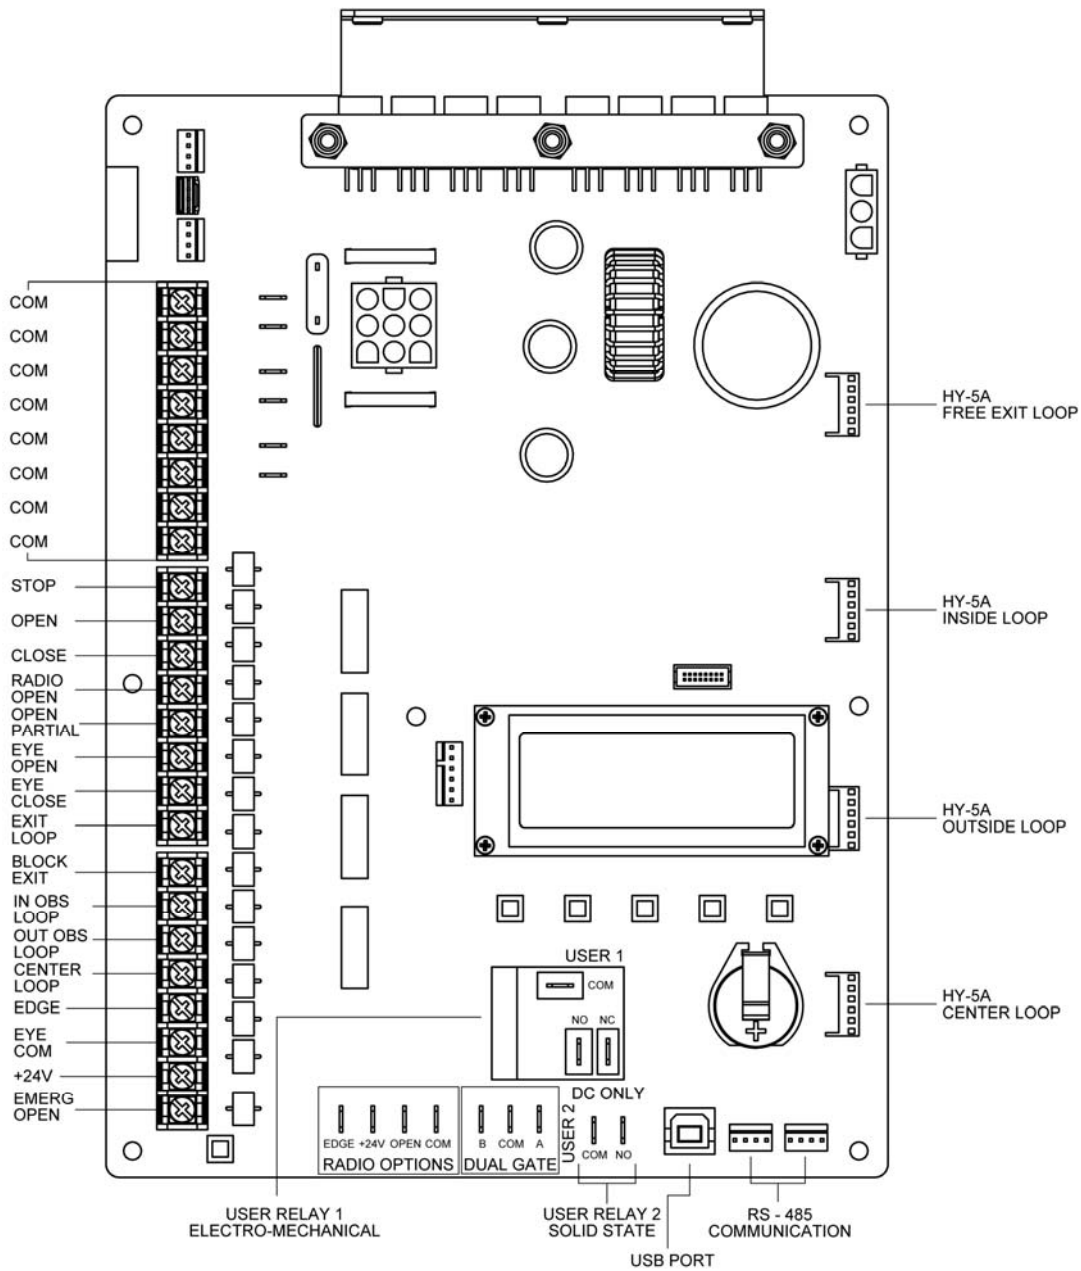 COM
COM
COM
COM
COM
COM
COM
COM
STOP
OPEN
CLOSE
RADIO
OPEN
OPEN
PARTIAL
EYE
OPEN
EYE
CLOSE
EXIT
LOOP
BLOCK
EXIT
IN OBS
LOOP
OUT OBS
LOOP
CENTER
LOOP
EDGE
EYE
COM
+24V
EMERG
OPEN
HY-5A
FREE EXIT LOOP
HY-5A
INSIDE LOOP
HY-5A
OUTSIDE LOOP
HY-5A
CENTER LOOP
USER 1
COM
NO NC
DC ONLY
USER 2
COM NO
EDGE +24V OPEN COM
RADIO OPTIONS
B COM A
DUAL GATE
USER RELAY 1
ELECTRO-MECHANICAL
USER RELAY 2
SOLID STATE
USB PORT
RS - 485
COMMUNICATION